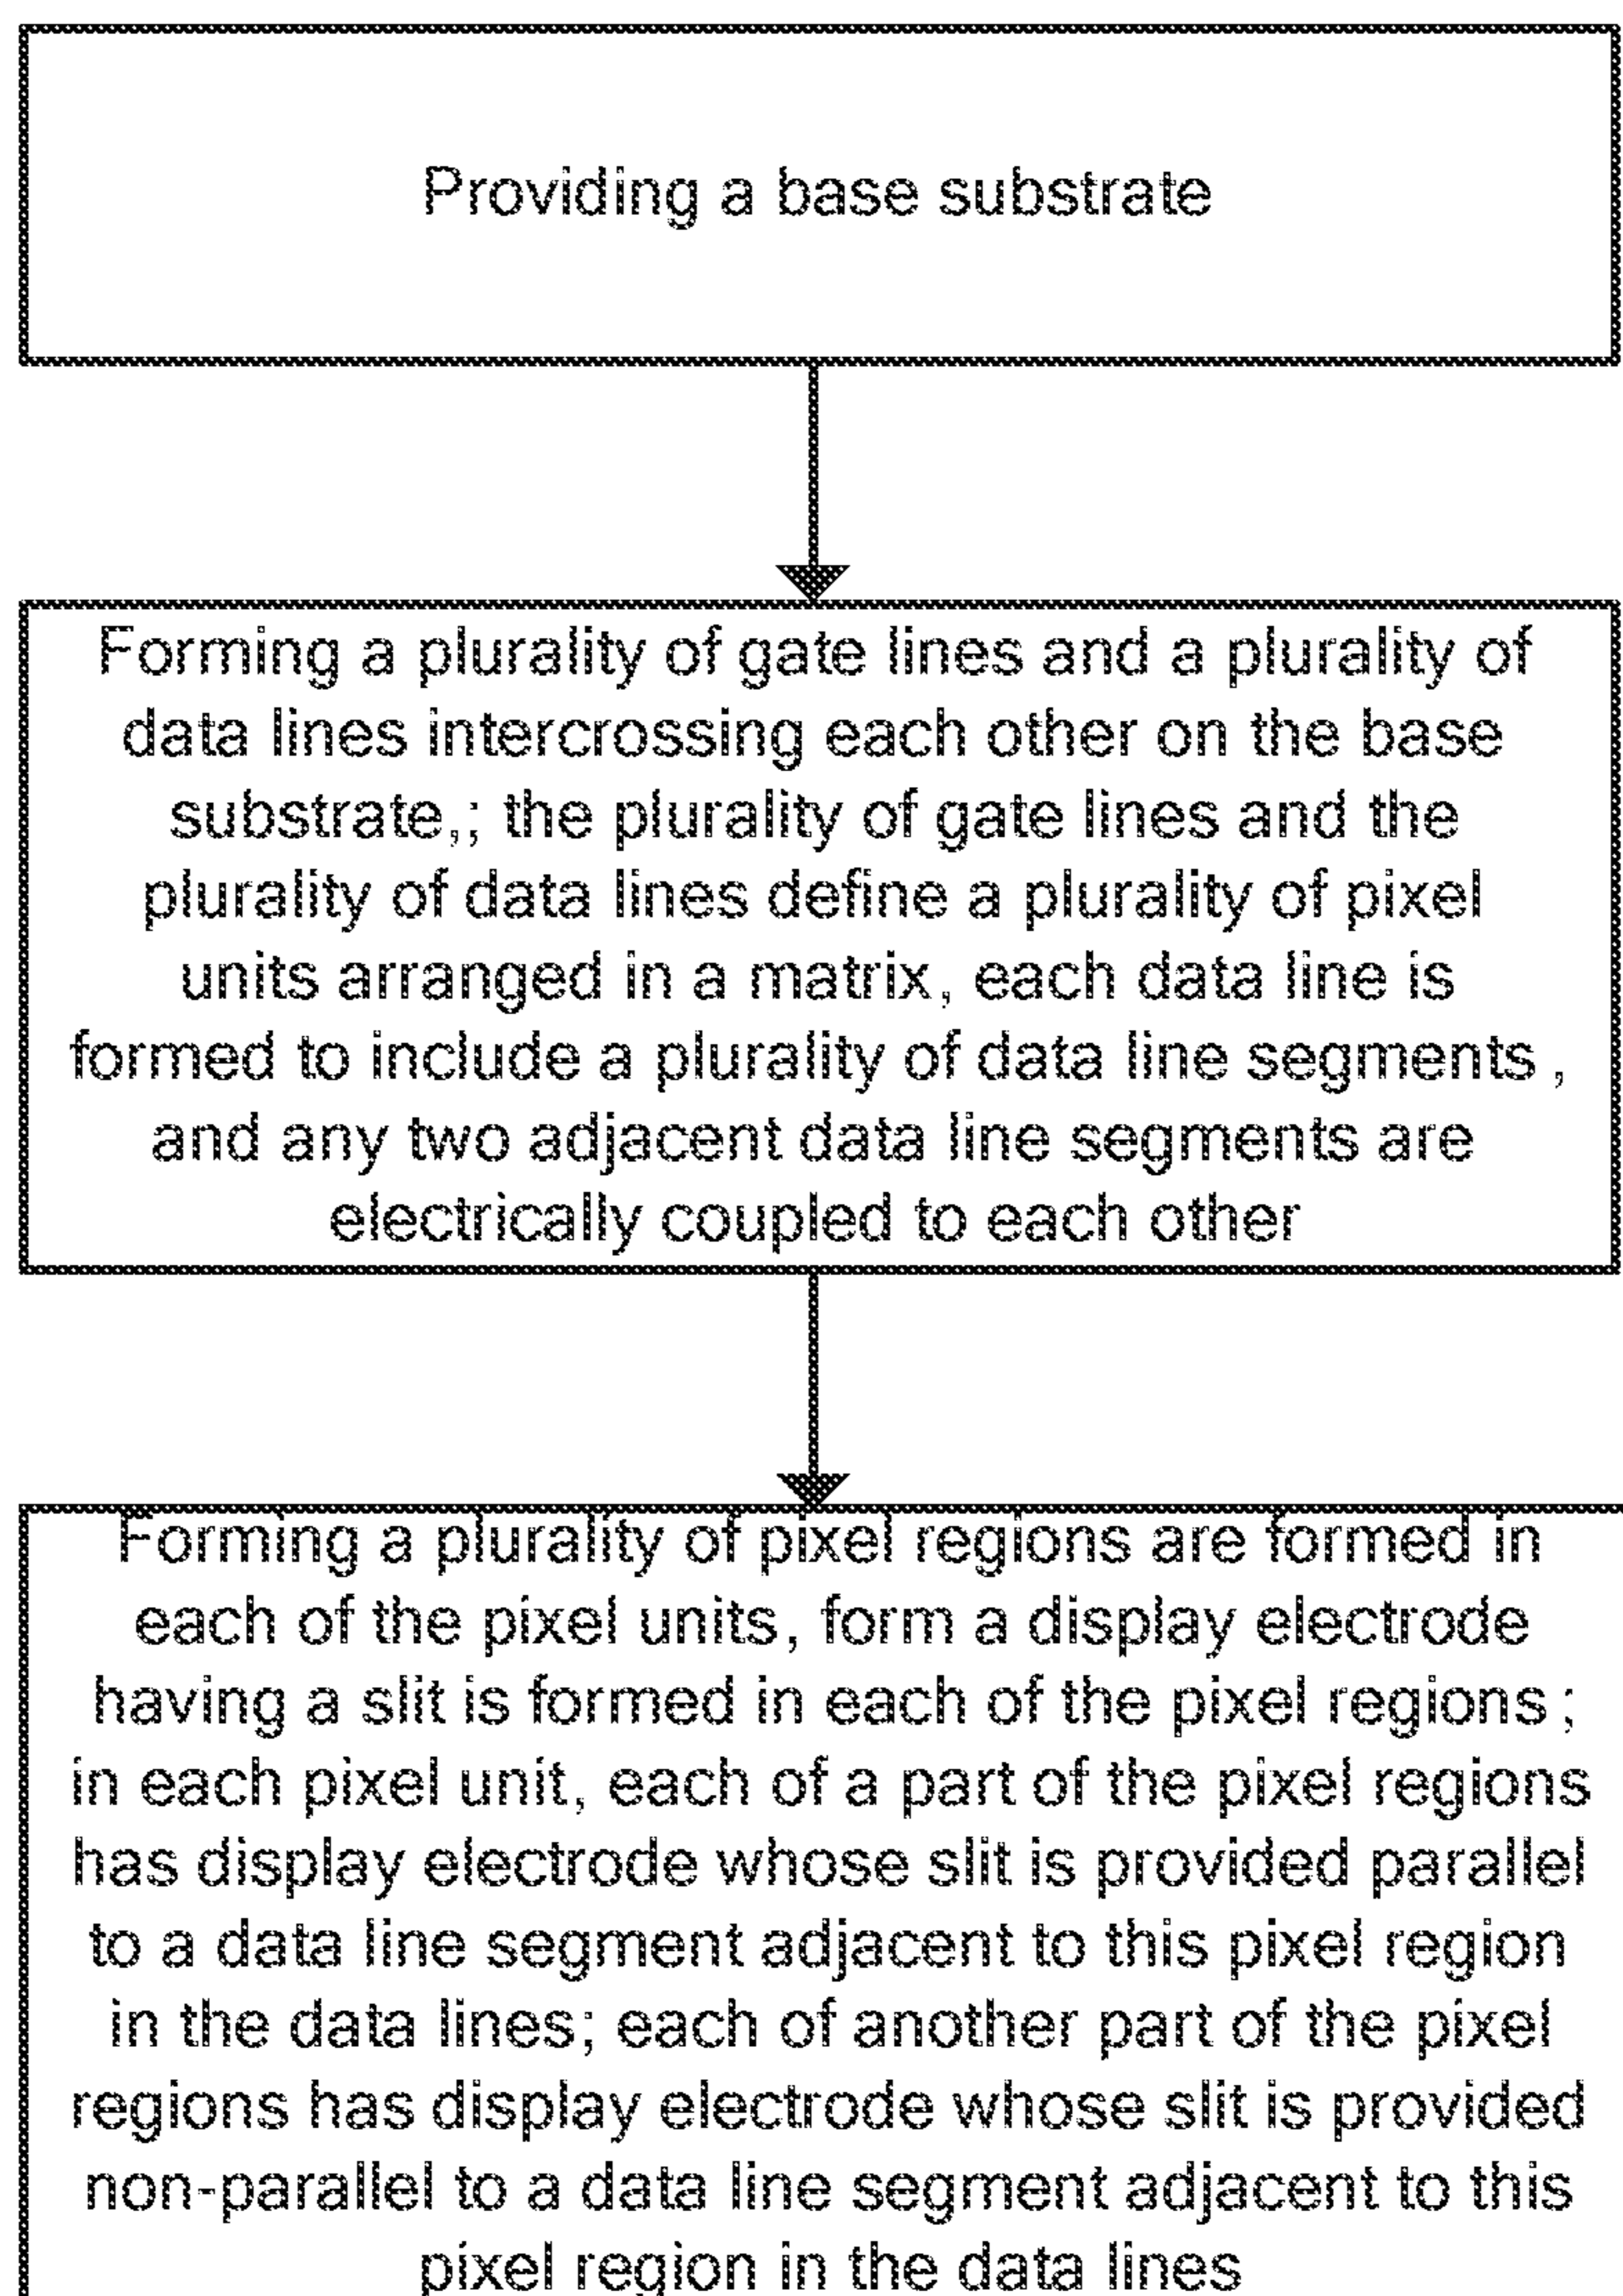 Providing a base substrate
Forming a plurality of gate lines and a plurality of
data lines intercrossing each other on the base
substrate,; the plurality of gate lines and the
plurality of data lines define a plurality of pixel
units arranged in a matrix, each data line is
formed to include a plurality of data line segments ,
and any two adjacent data line segments are
electrically coupled to each other
Forming a plurality of pixel regions are formed in
each of the pixel units, form a display electrode
having a slit is formed in each of the pixel regions ;
in each pixel unit, each of a part of the pixel regions
has display electrode whose slit is provided parallel
to a data line segment adjacent to this pixel region
in the data lines; each of another part of the pixel
regions has display electrode whose slit is provided
non-parallel to a data line segment adjacent to this
pixel region in the data lines